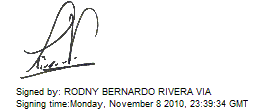 Signed by: RODNY BERNARDO RIVERA VIA
Signing time:Monday, November 8 2010, 23:39:34 GMT